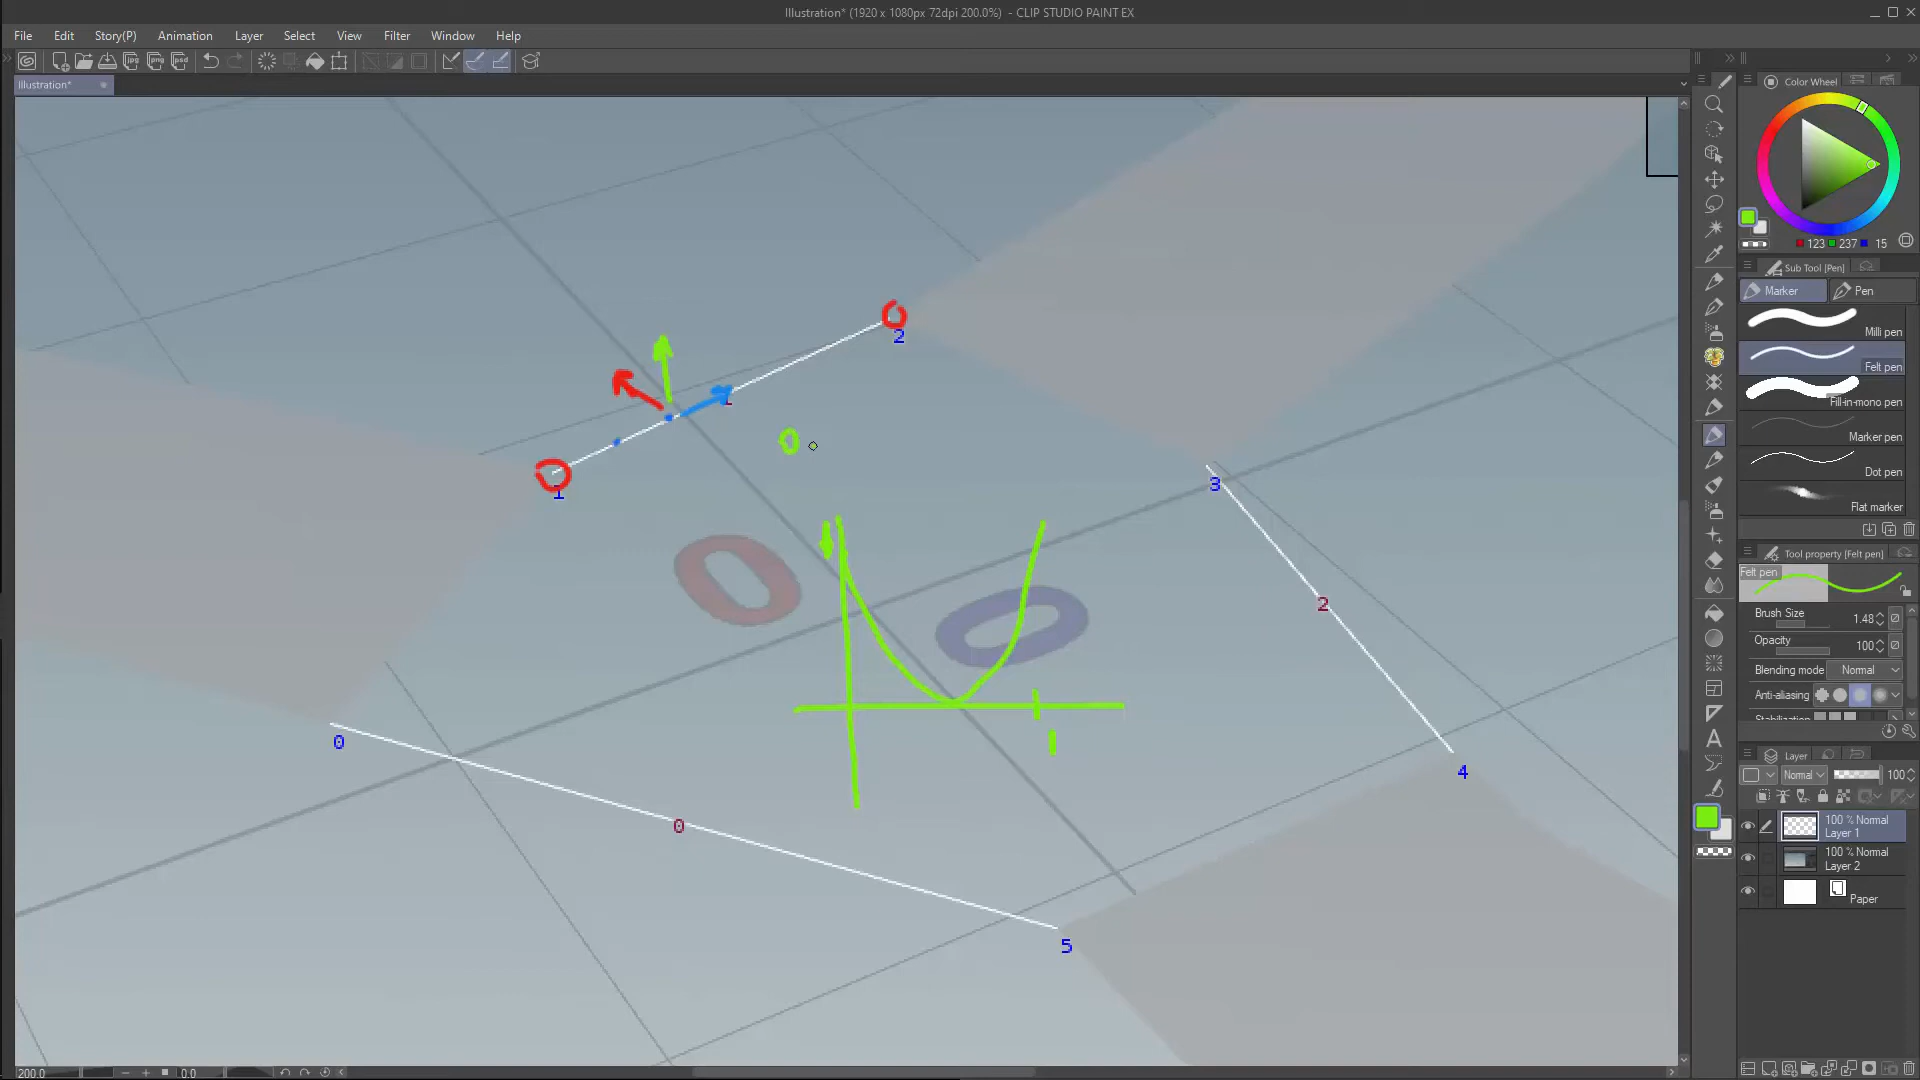 Illustration* (1920 x 1080px 72dpi 200.0%) - CLIP STUDIO PAINT EX
File Edit Story(P) Animation Layer Select View Filter Window Help
Illustration*
Color Wheel
123 237 15
Sub Tool [Pen]
Marker Pen
Milli pen
Felt pen
Fill-in-mono pen
Marker pen
Dot pen
Flat marker
Tool property [Felt pen]
Felt pen
Brush Size 1.48
Opacity 100
Blending mode Normal
Anti-aliasing
Layer
Normal 100
100 % Normal
Layer 1
100 % Normal
Layer 2
Paper
2
1
0
1
3
0
0
2
1
0
4
0
5
200.0 0.0